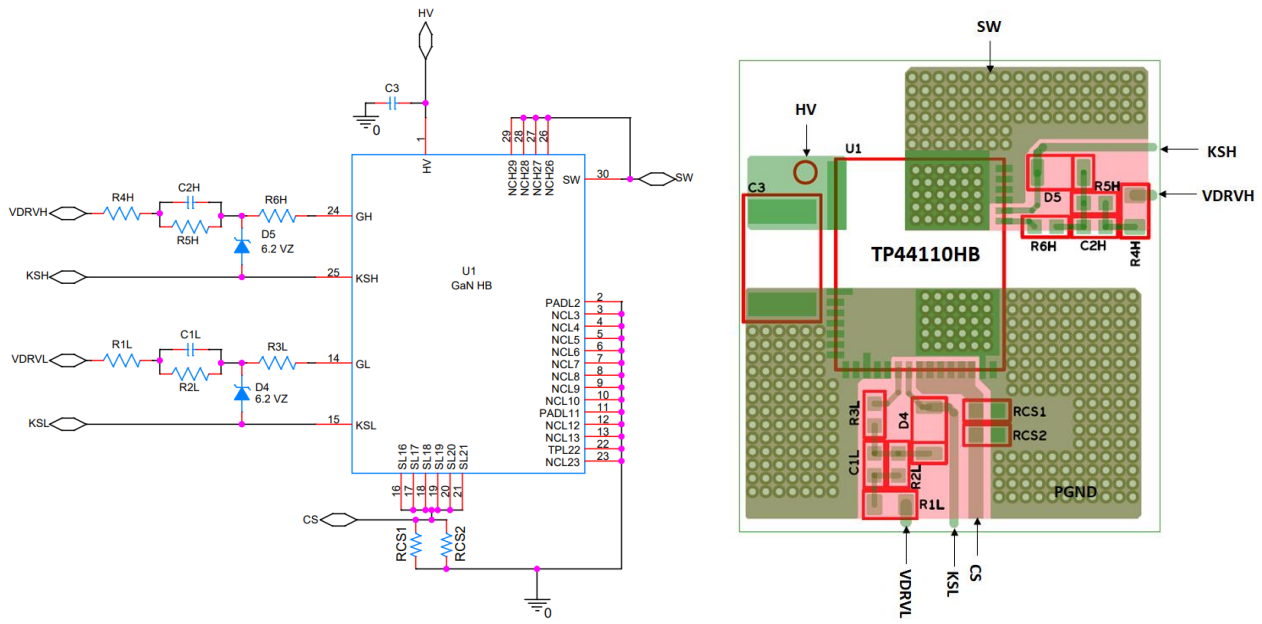 HV
C3
0
1
HV
29
28
27
26
NCH29
NCH28
NCH27
NCH26
SW
30
SW
VDRVH
R4H
C2H
R5H
R6H
24
GH
D5
6.2 VZ
KSH
25
KSH
U1
GaN HB
VDRVL
R1L
C1L
R2L
R3L
14
GL
D4
6.2 VZ
KSL
15
KSL
PADL2
2
NCL3
3
NCL4
4
NCL5
5
NCL6
6
NCL7
7
NCL8
8
NCL9
9
NCL10
10
PADL11
11
NCL12
12
NCL13
13
TPL22
22
NCL23
23
SL16
SL17
SL18
SL19
SL20
SL21
16
17
18
19
20
21
CS
RCS1
RCS2
0
SW
HV
U1
KSH
C3
D5
R5H
VDRVH
TP44110HB
R6H
C2H
R4H
R3L
D4
RCS1
RCS2
C1L
R2L
R1L
PGND
VDRVL
KSL
CS